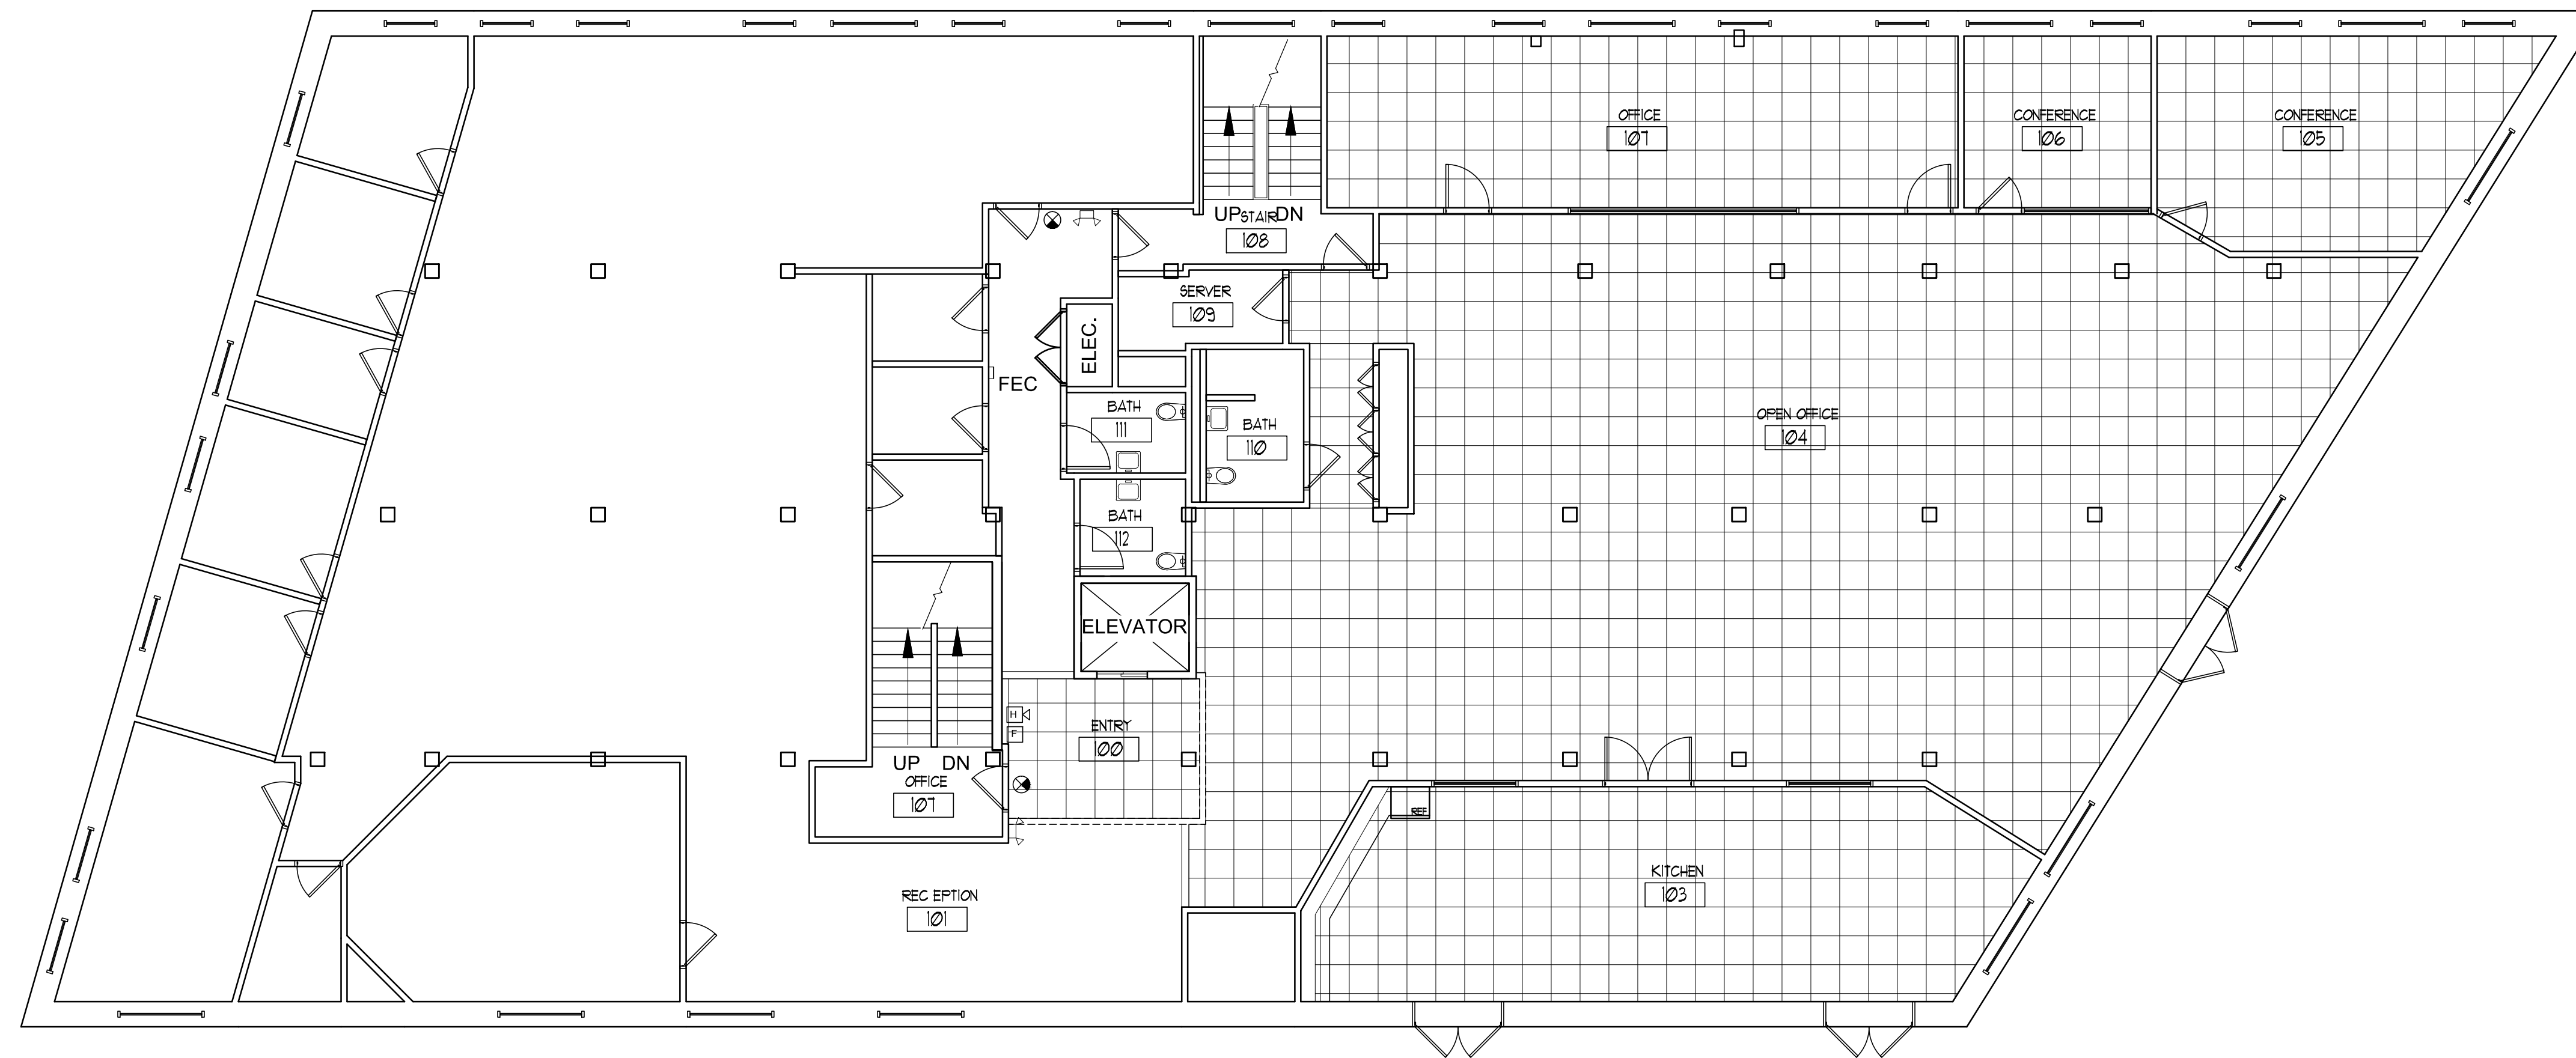 OFFICE
107
CONFERENCE
106
CONFERENCE
105
UP STAIR DN
108
SERVER
109
ELEC.
FEC
BATH
111
BATH
110
OPEN OFFICE
104
BATH
112
ELEVATOR
H
F
ENTRY
100
UP DN
OFFICE
107
REF
KITCHEN
103
REC EPTION
101